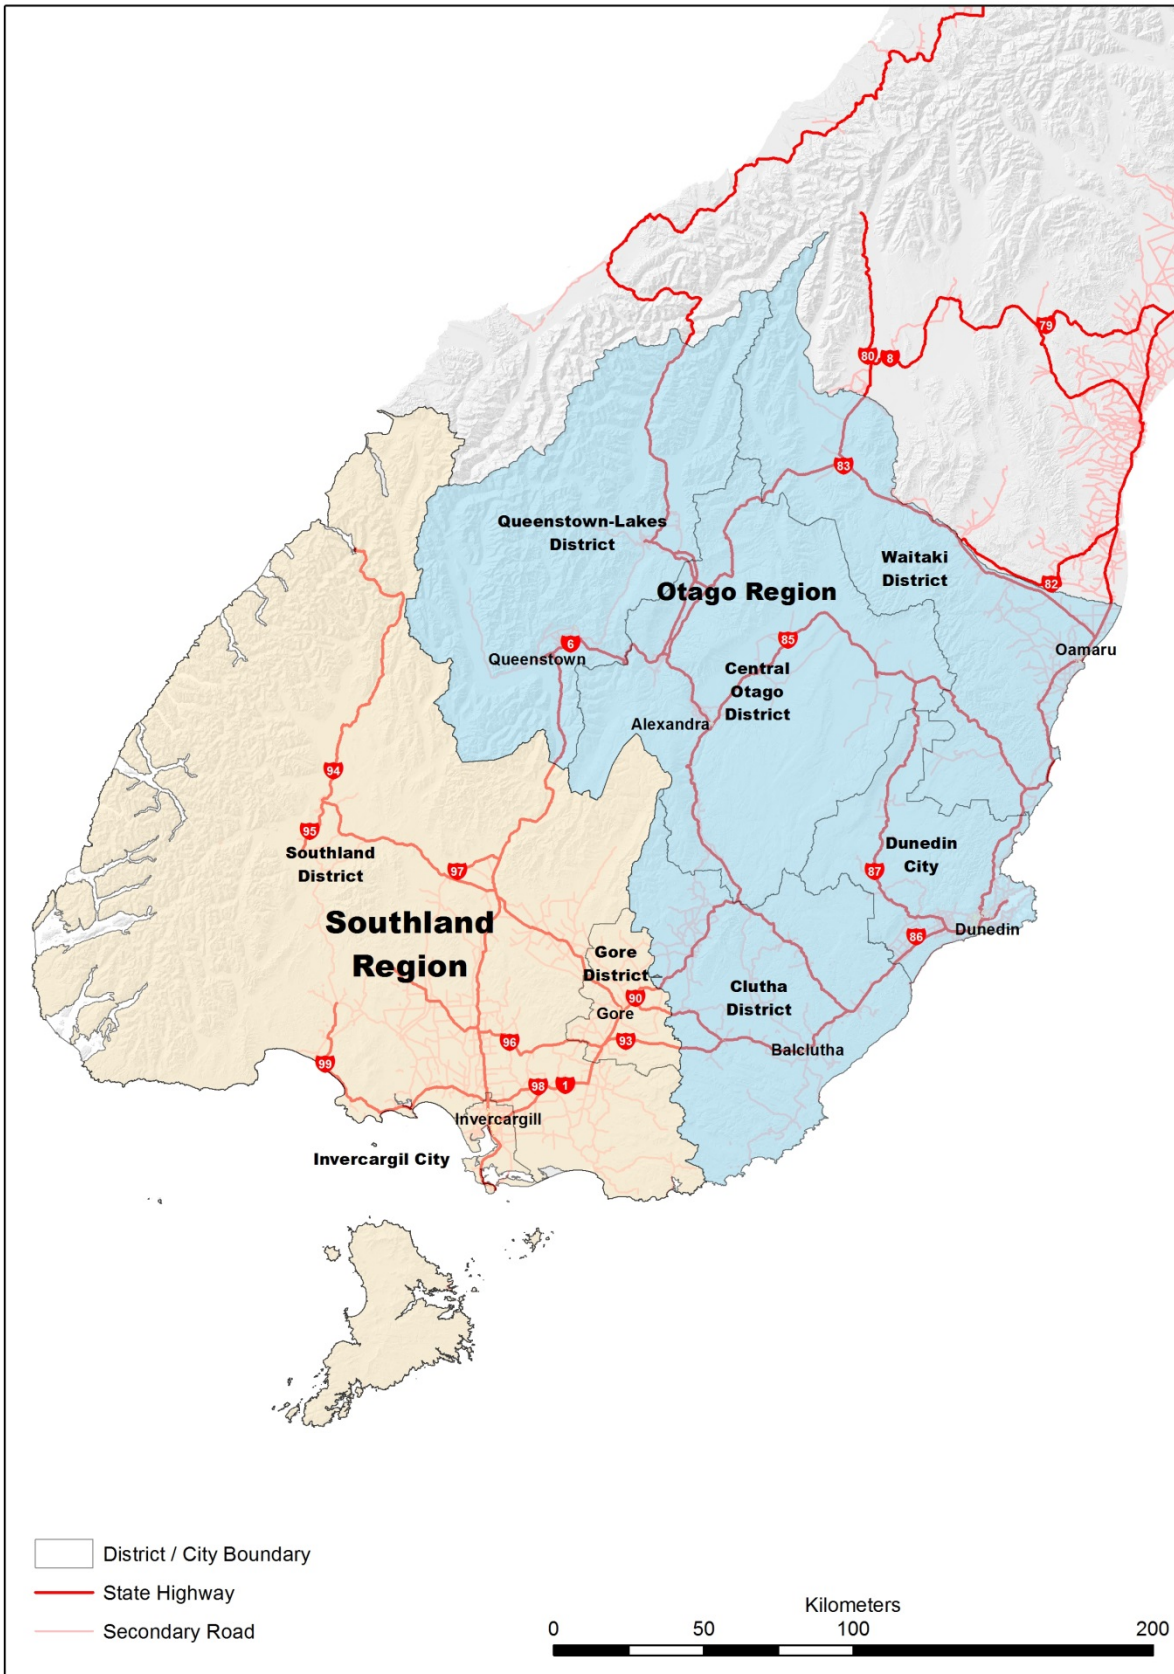 79
80
8
83
Queenstown-Lakes
District
Waitaki
District
82
Otago Region
6
85
Queenstown
Oamaru
Central
Otago
District
Alexandra
94
95
Southland
District
97
Dunedin
City
87
Southland
Region
86
Dunedin
Gore
District
90
Clutha
District
Gore
96
93
Balclutha
99
98
1
Invercargill
Invercargil City
District / City Boundary
State Highway
Secondary Road
Kilometers
0
50
100
200